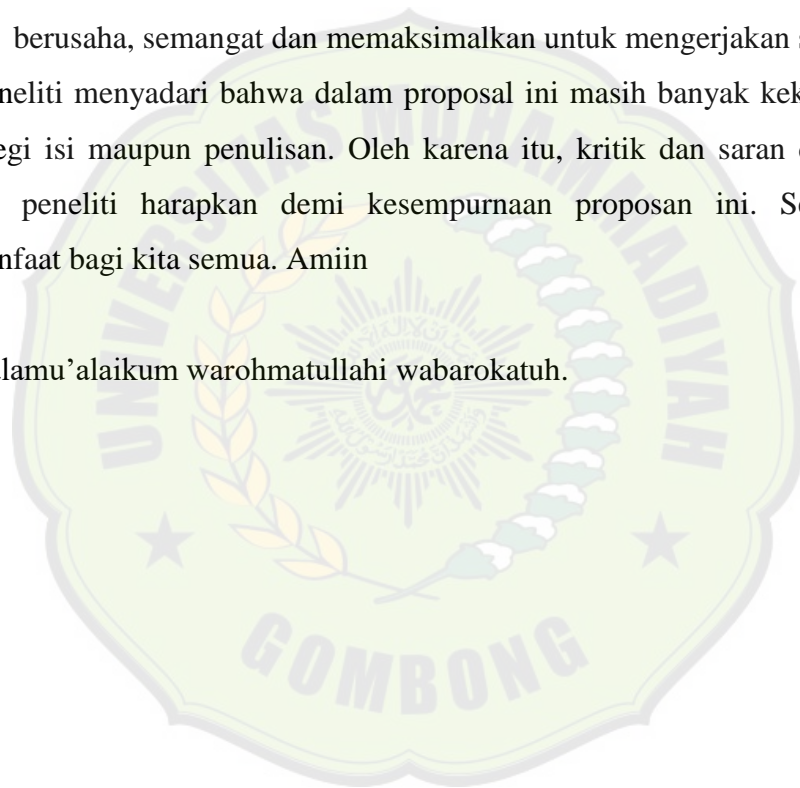 berusaha, semangat dan memaksimalkan untuk mengerjakan s
neliti menyadari bahwa dalam proposal ini masih banyak kek
egi isi maupun penulisan. Oleh karena itu, kritik dan saran
peneliti harapkan demi kesempurnaan proposan ini. Se
nfaat bagi kita semua. Amiin
lamu’alaikum warohmatullahi wabarokatuh.
UNIVERSITAS MUHAMMADIYAH
GOMBONG